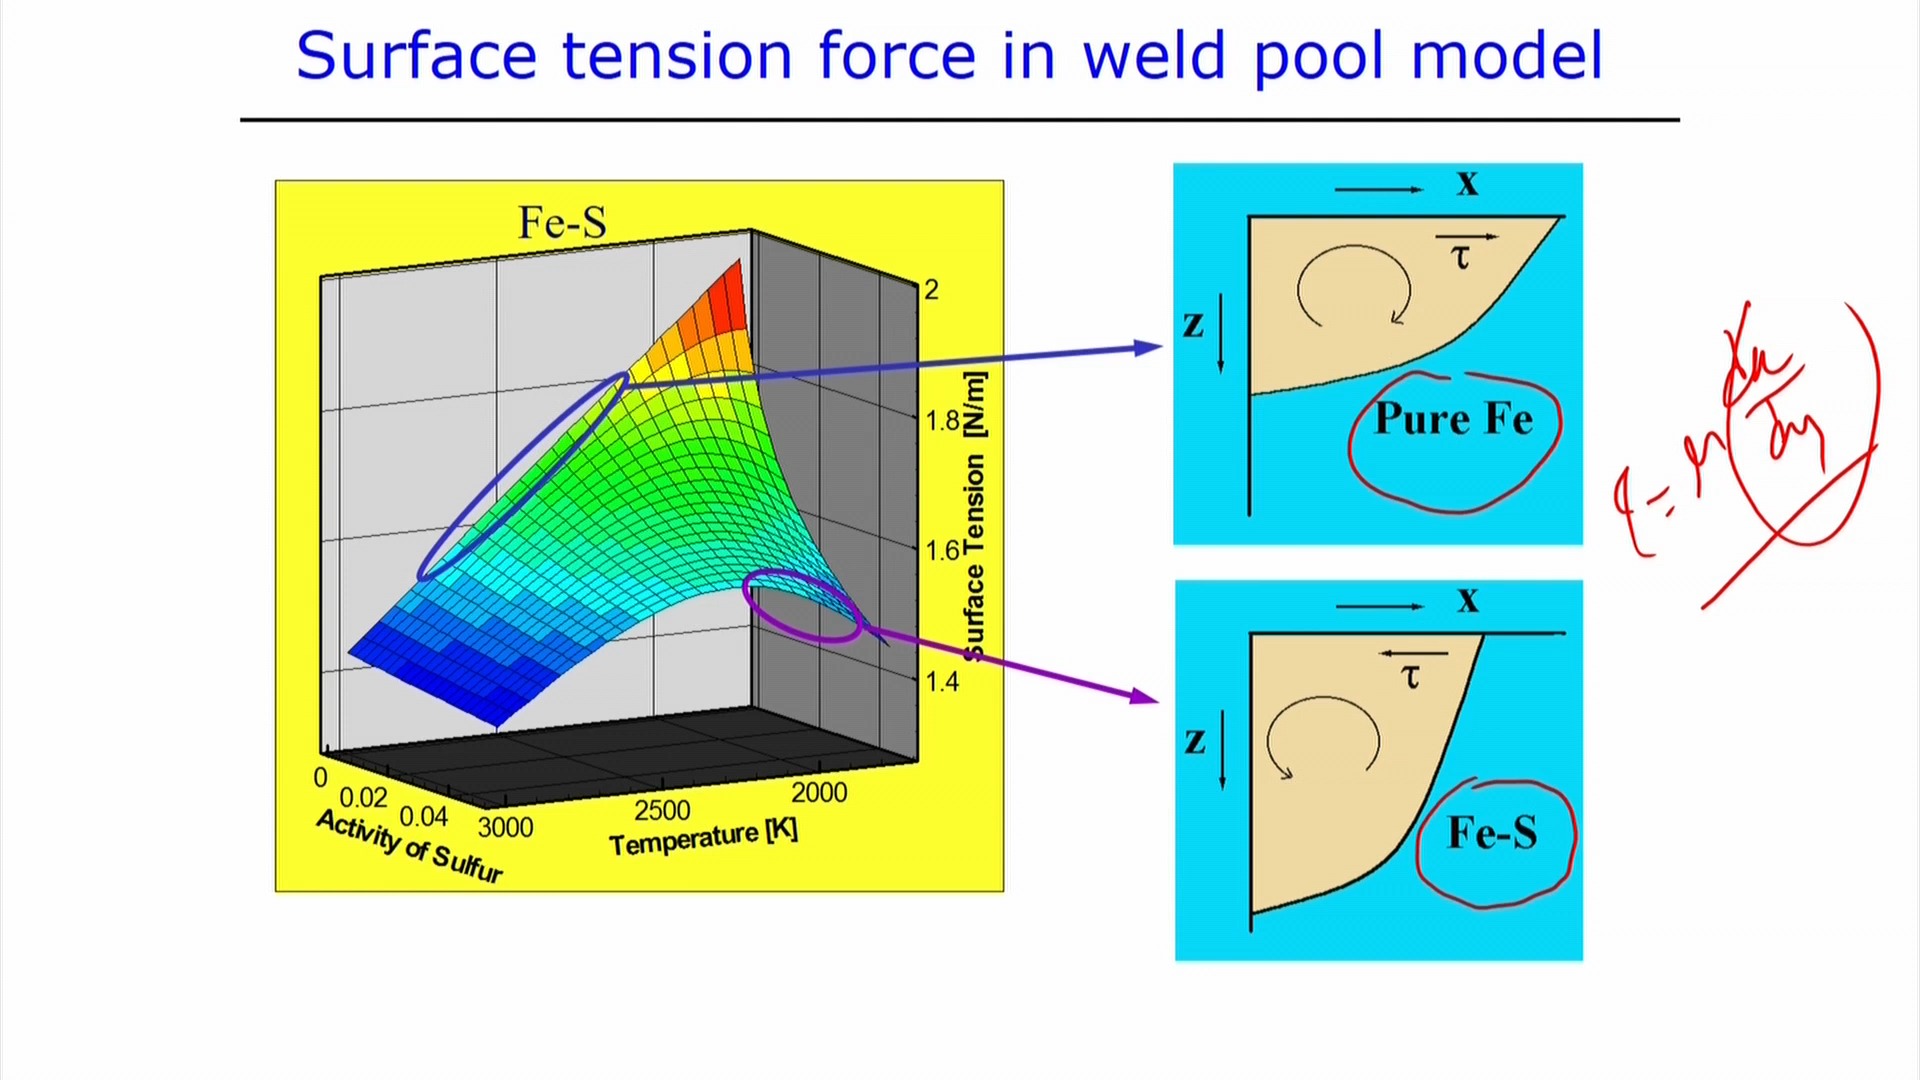 Surface tension force in weld pool model
Fe-S
2
1.8
1.6
1.4
Surface Tension [N/m]
0
0.02
0.04
Activity of Sulfur
3000
2500
2000
Temperature [K]
x
τ
z
Pure Fe
x
τ
z
Fe-S